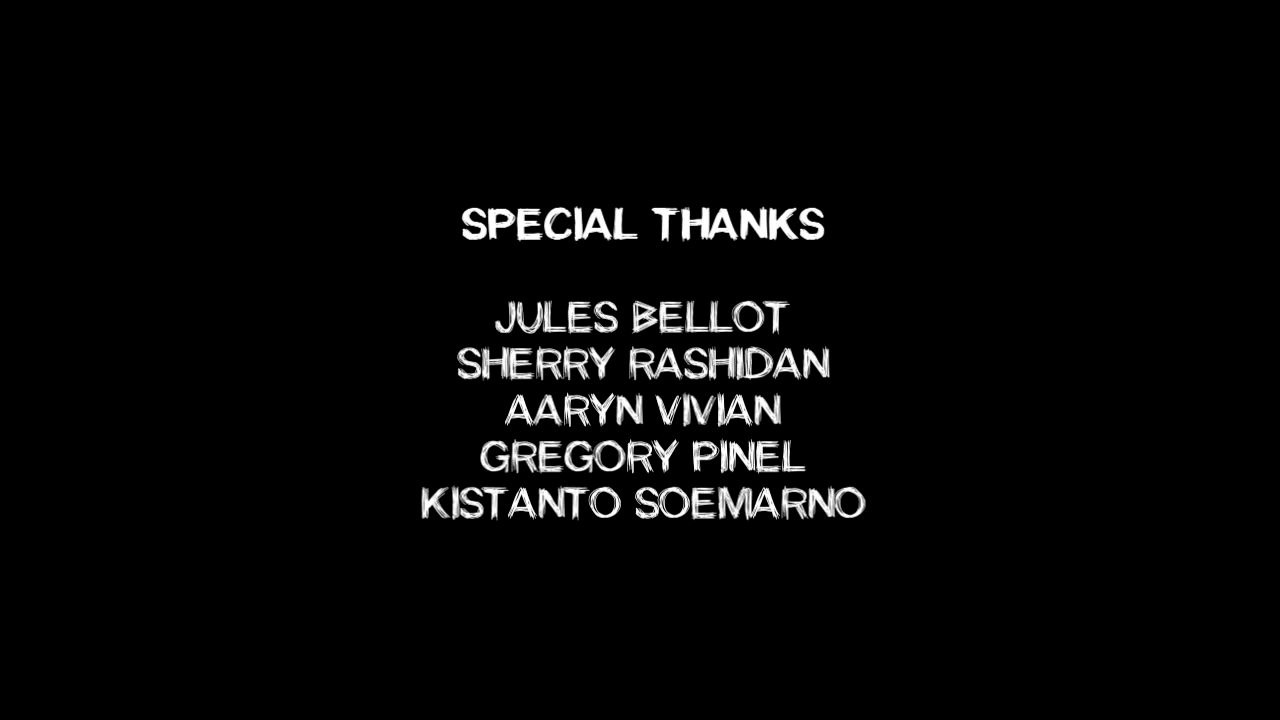 SPECIAL THANKS
JULES BELLOT
SHERRY RASHIDAN
AARYN VIVIAN
GREGORY PINEL
KISTANTO SOEMARNO